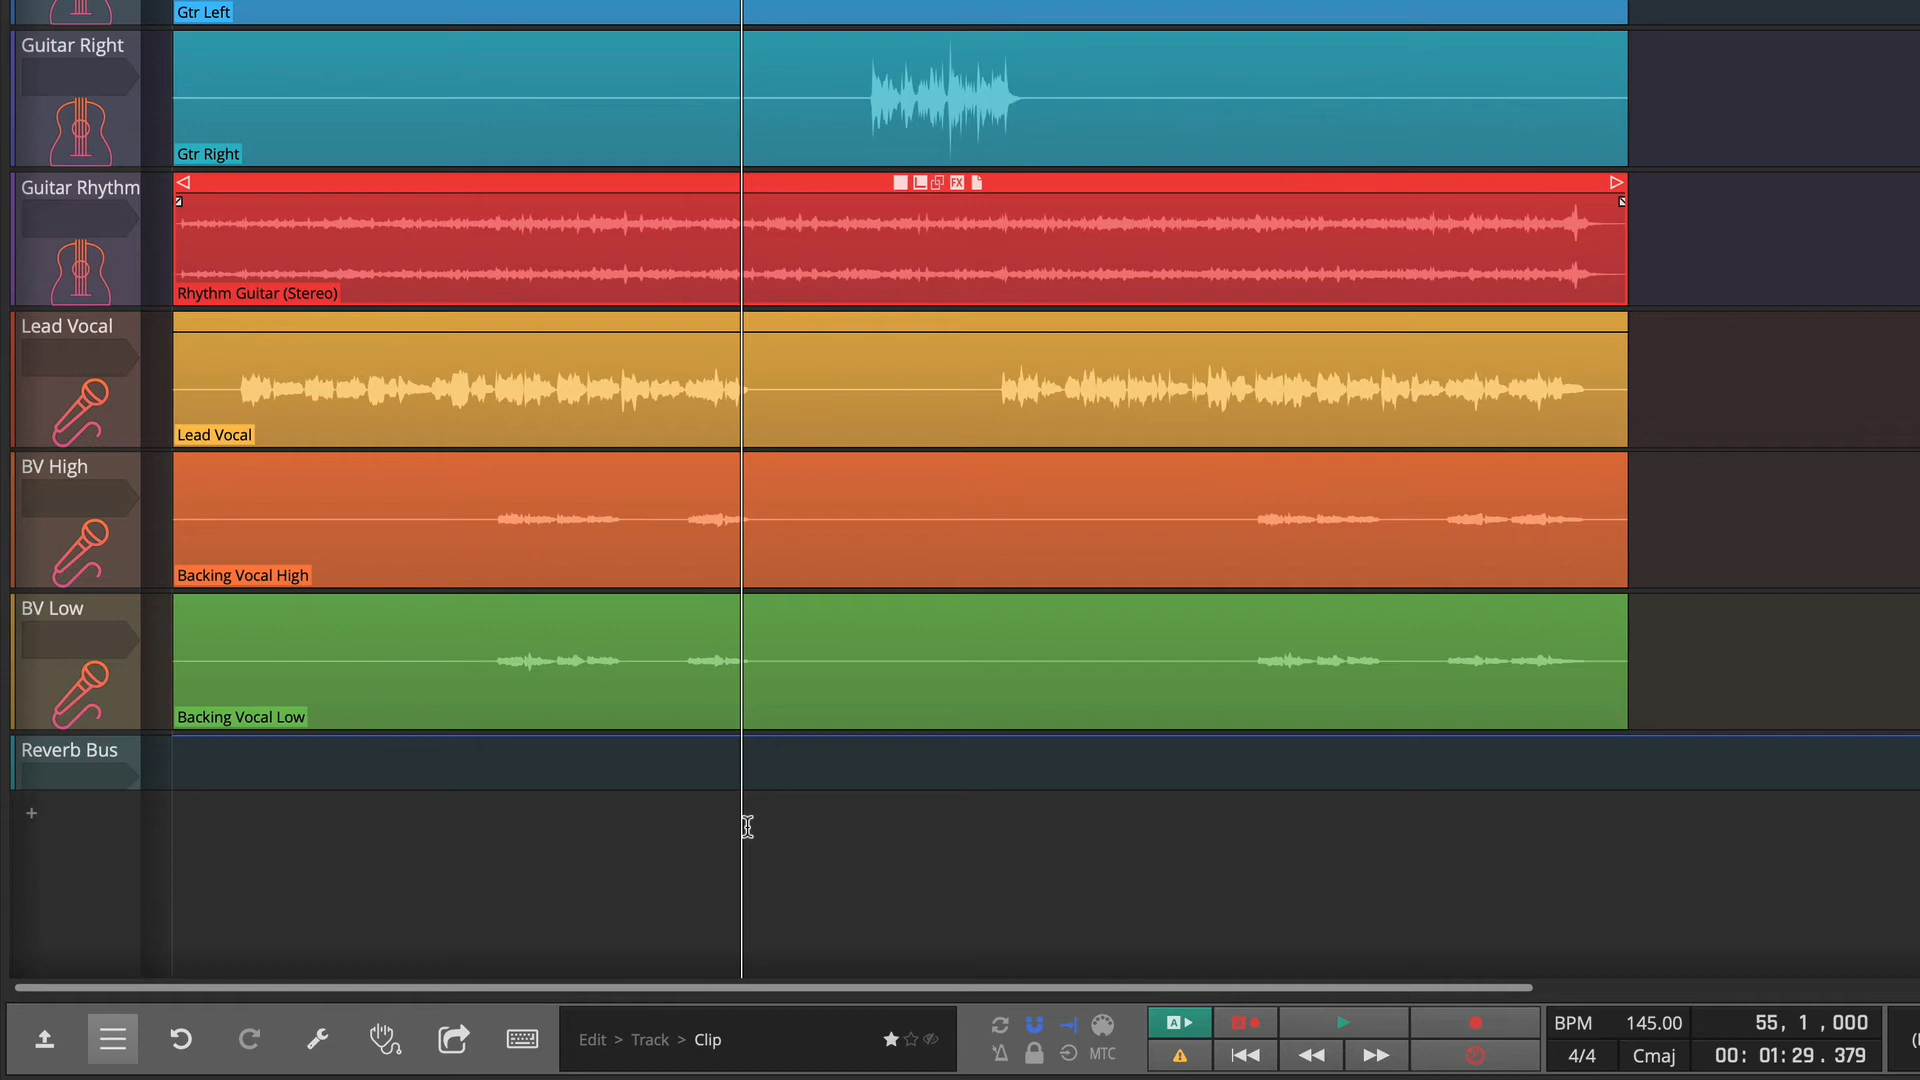 Gtr Left
Guitar Right
Gtr Right
Guitar Rhythm
FX
Rhythm Guitar (Stereo)
Lead Vocal
Lead Vocal
BV High
Backing Vocal High
BV Low
Backing Vocal Low
Reverb Bus
+
Edit > Track > Clip
MTC
A
BPM 145.00
4/4 Cmaj
55, 1 ,000
00: 01:29 . 379